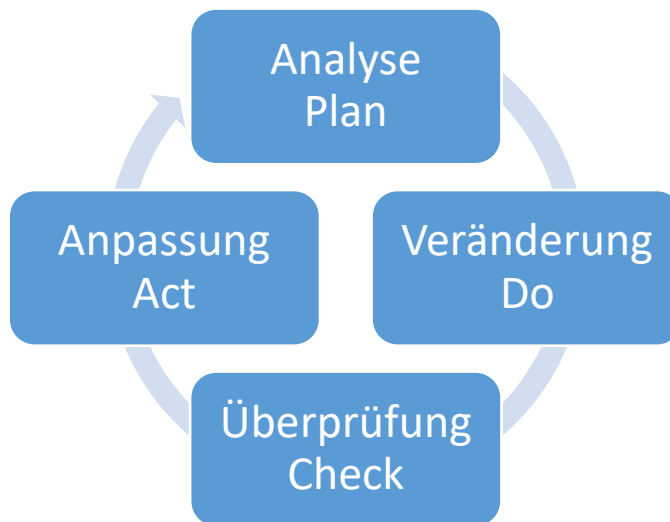 Analyse
Plan
Veränderung
Do
Überprüfung
Check
Anpassung
Act